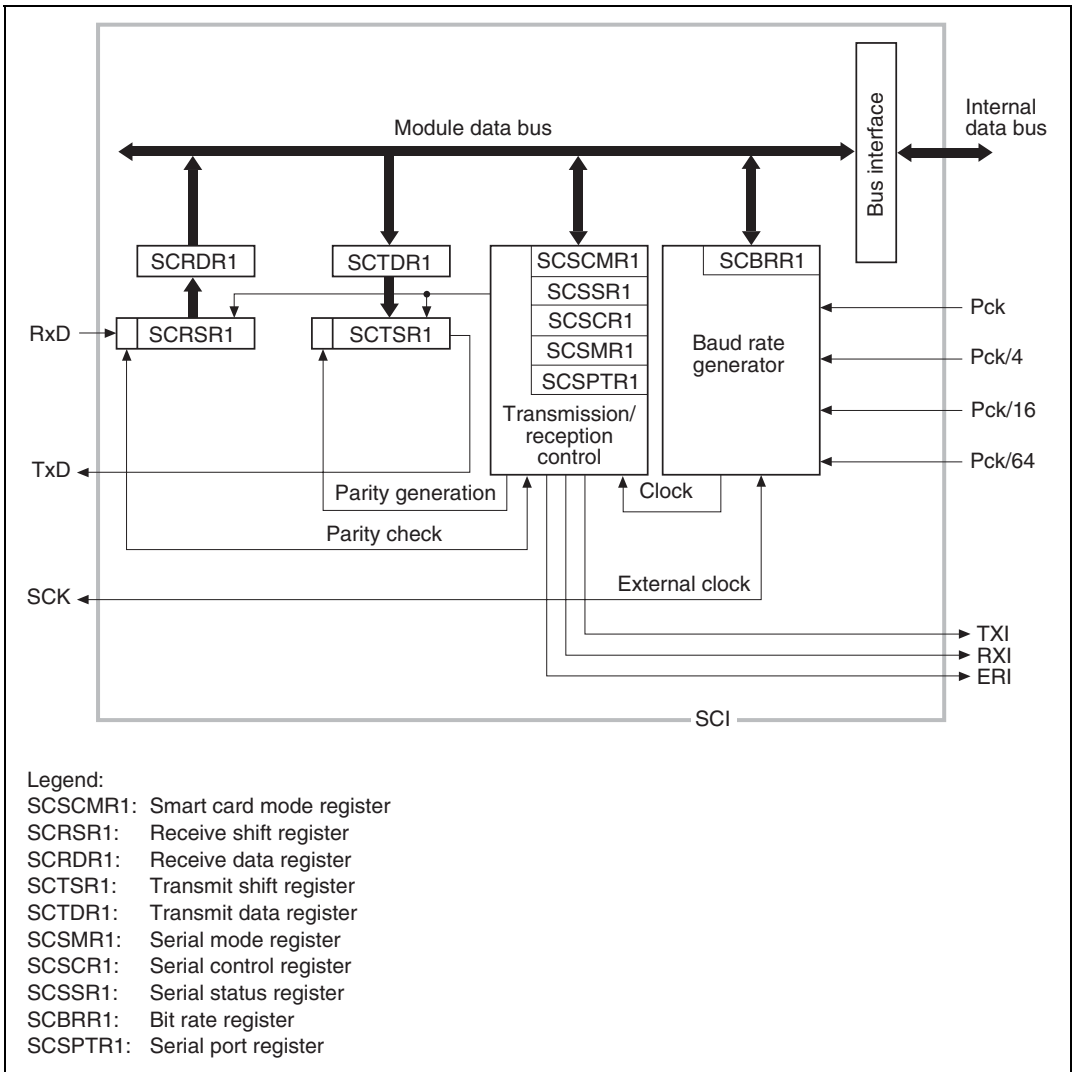 Module data bus
Bus interface
Internal
data bus
SCRDR1
SCTDR1
SCSCMR1
SCSSR1
SCSCR1
SCSMR1
SCSPTR1
Transmission/
reception
control
SCBRR1
Baud rate
generator
RxD
SCRSR1
SCTSR1
Pck
Pck/4
Pck/16
Pck/64
TxD
Parity generation
Clock
Parity check
SCK
External clock
TXI
RXI
ERI
SCI
Legend:
SCSCMR1: Smart card mode register
SCRSR1: Receive shift register
SCRDR1: Receive data register
SCTSR1: Transmit shift register
SCTDR1: Transmit data register
SCSMR1: Serial mode register
SCSCR1: Serial control register
SCSSR1: Serial status register
SCBRR1: Bit rate register
SCSPTR1: Serial port register